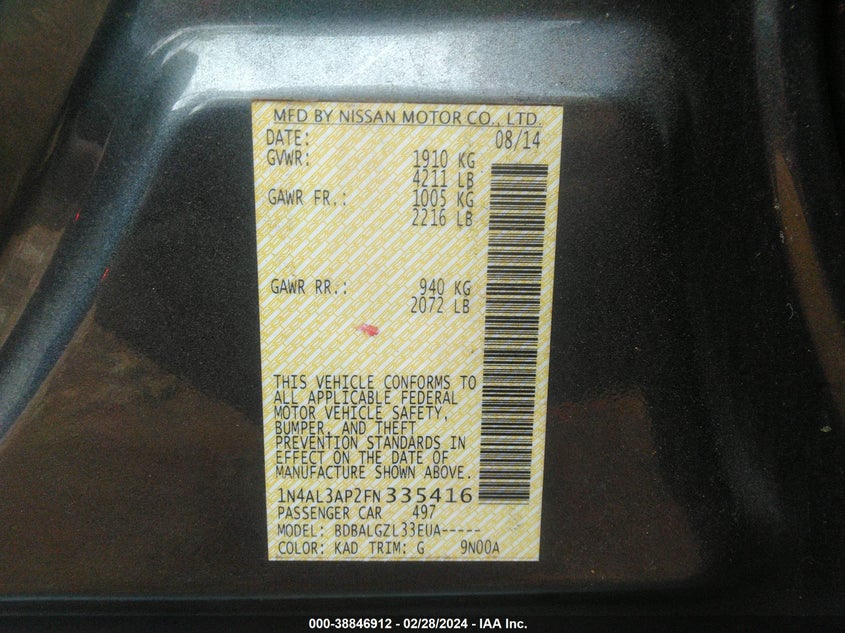 MFD BY NISSAN MOTOR CO., LTD.
DATE: 08/14
GVWR: 1910 KG
4211 LB
GAWR FR.: 1005 KG
2216 LB
GAWR RR.: 940 KG
2072 LB
THIS VEHICLE CONFORMS TO
ALL APPLICABLE FEDERAL
MOTOR VEHICLE SAFETY,
BUMPER, AND THEFT
PREVENTION STANDARDS IN
EFFECT ON THE DATE OF
MANUFACTURE SHOWN ABOVE.
1N4AL3AP2FN335416
PASSENGER CAR 497
MODEL: BDBALGZL33EUA-----
COLOR: KAD TRIM: G 9N00A
000-38846912 - 02/28/2024 - IAA Inc.